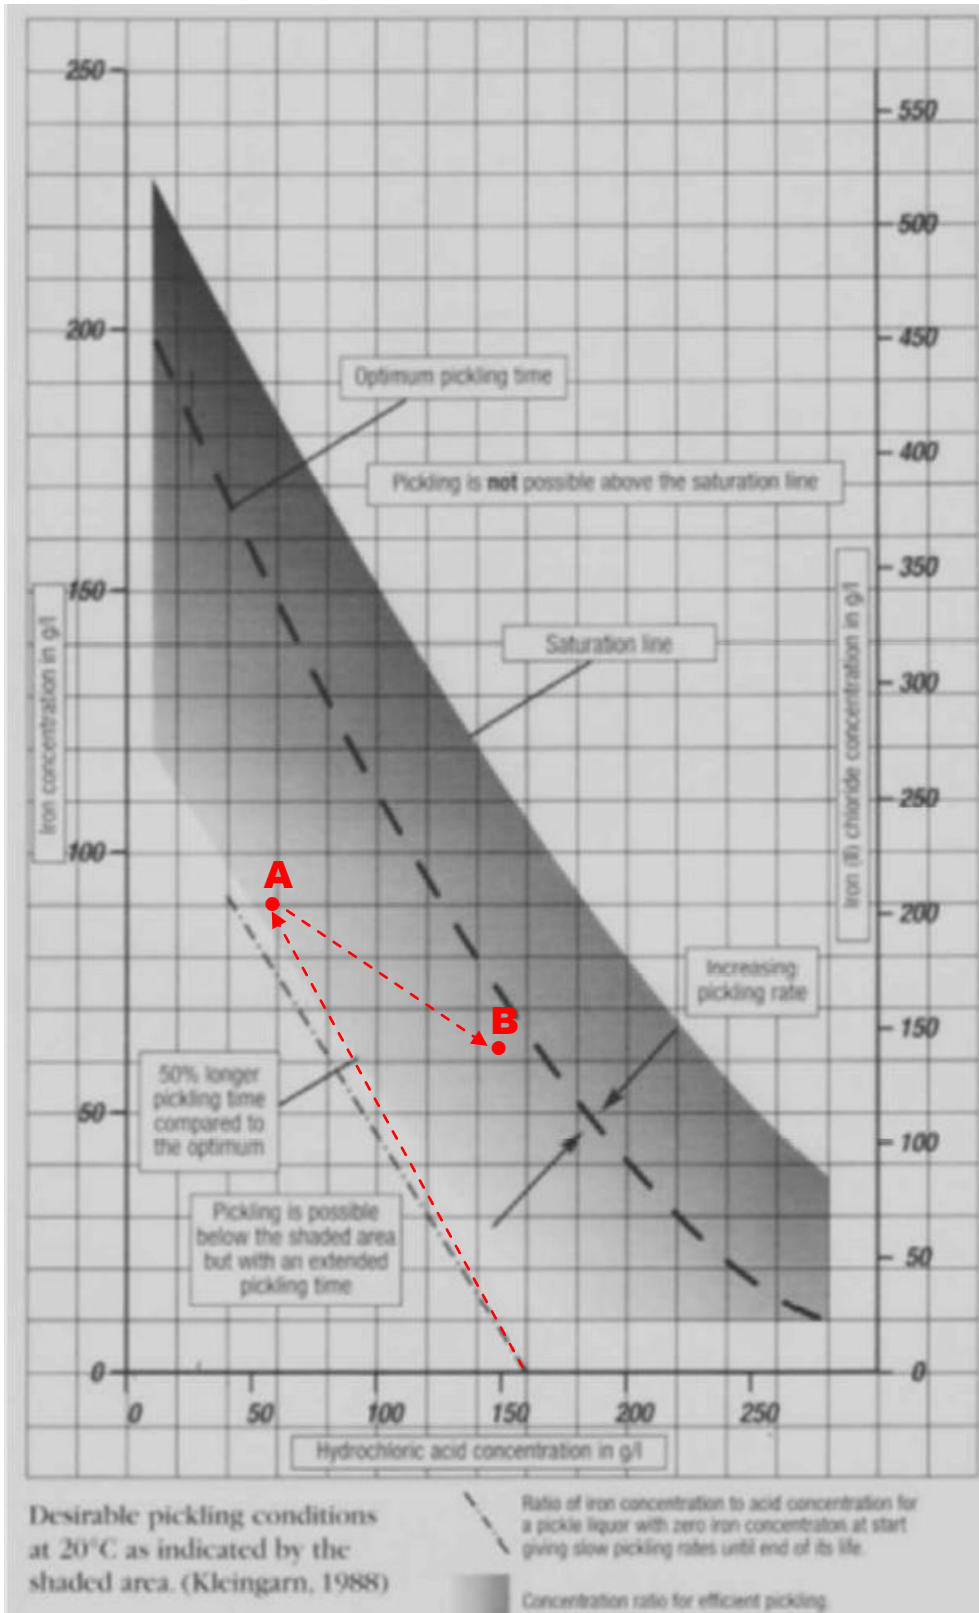 250
550
500
200
450
Optimum pickling time
400
Pickling is not possible above the saturation line
350
150
Saturation line
Iron concentration in g/l
Iron (II) chloride concentration in g/l
300
250
100
A
200
Increasing
pickling rate
B
150
50% longer
pickling time
compared to
the optimum
50
100
Pickling is possible
below the shaded area
but with an extended
pickling time
50
0
0
0
50
100
150
200
250
Hydrochloric acid concentration in g/l
Desirable pickling conditions
at 20°C as indicated by the
shaded area. (Kleingarn, 1988)
Ratio of iron concentration to acid concentration for
a pickle liquor with zero iron concentraton at start
giving slow pickling rates until end of its life.
Concentration ratio for efficient pickling.